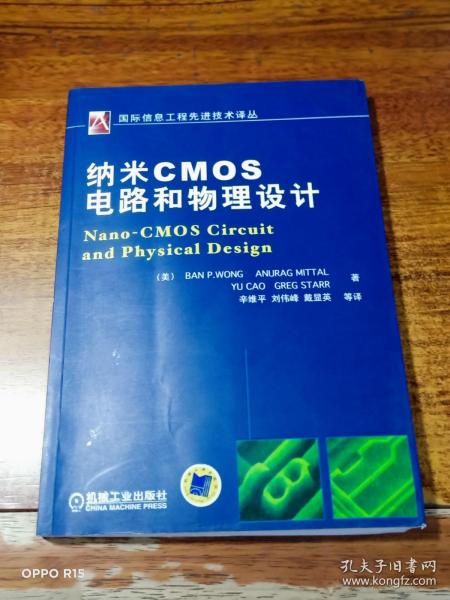 国际信息工程先进技术译丛
纳米CMOS
电路和物理设计
Nano-CMOS Circuit
and Physical Design
(美) BAN P.WONG ANURAG MITTAL 著
YU CAO GREG STARR
辛维平 刘伟峰 戴显英 等译
机械工业出版社
CHINA MACHINE PRESS
OPPO R15
孔夫子旧书网
www.kongfz.com